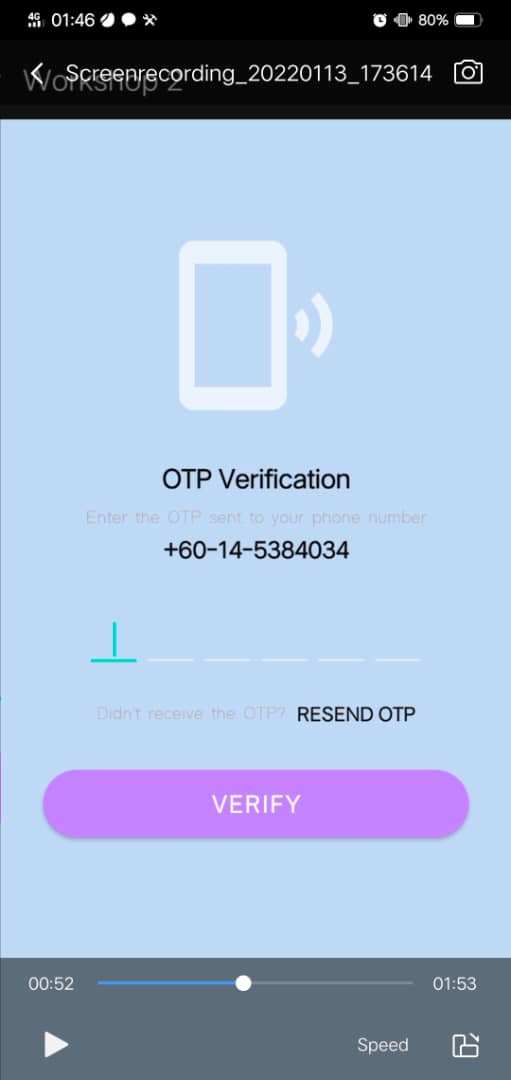 4G 01:46 80%
Workshop 2
Screenrecording_20220113_173614
OTP Verification
Enter the OTP sent to your phone number
+60-14-5384034
Didn't receive the OTP? RESEND OTP
VERIFY
00:52 01:53
Speed